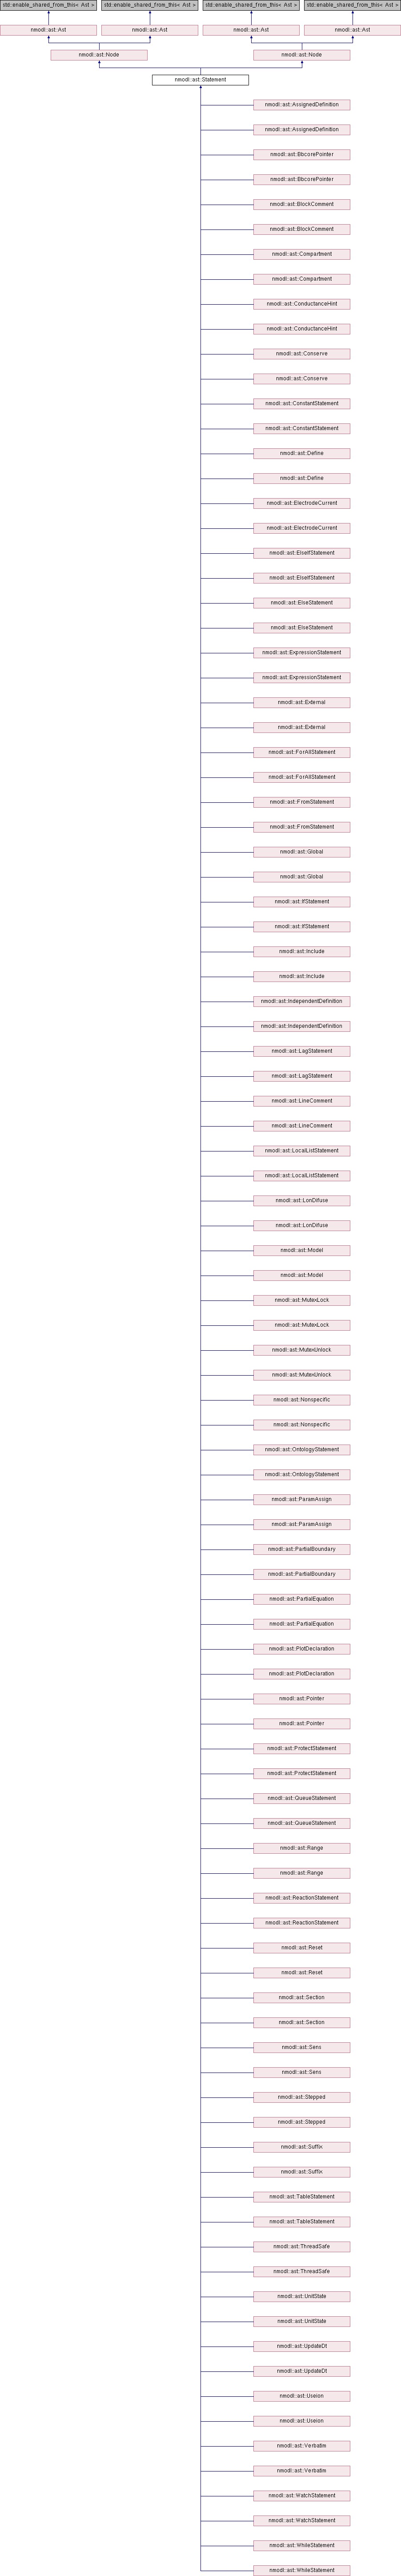 std::enable_shared_from_this< Ast >
std::enable_shared_from_this< Ast >
std::enable_shared_from_this< Ast >
std::enable_shared_from_this< Ast >
nmodl::ast::Ast
nmodl::ast::Ast
nmodl::ast::Ast
nmodl::ast::Ast
nmodl::ast::Node
nmodl::ast::Node
nmodl::ast::Statement
nmodl::ast::AssignedDefinition
nmodl::ast::AssignedDefinition
nmodl::ast::BbcorePointer
nmodl::ast::BbcorePointer
nmodl::ast::BlockComment
nmodl::ast::BlockComment
nmodl::ast::Compartment
nmodl::ast::Compartment
nmodl::ast::ConductanceHint
nmodl::ast::ConductanceHint
nmodl::ast::Conserve
nmodl::ast::Conserve
nmodl::ast::ConstantStatement
nmodl::ast::ConstantStatement
nmodl::ast::Define
nmodl::ast::Define
nmodl::ast::ElectrodeCurrent
nmodl::ast::ElectrodeCurrent
nmodl::ast::ElseIfStatement
nmodl::ast::ElseIfStatement
nmodl::ast::ElseStatement
nmodl::ast::ElseStatement
nmodl::ast::ExpressionStatement
nmodl::ast::ExpressionStatement
nmodl::ast::External
nmodl::ast::External
nmodl::ast::ForAllStatement
nmodl::ast::ForAllStatement
nmodl::ast::FromStatement
nmodl::ast::FromStatement
nmodl::ast::Global
nmodl::ast::Global
nmodl::ast::IfStatement
nmodl::ast::IfStatement
nmodl::ast::Include
nmodl::ast::Include
nmodl::ast::IndependentDefinition
nmodl::ast::IndependentDefinition
nmodl::ast::LagStatement
nmodl::ast::LagStatement
nmodl::ast::LineComment
nmodl::ast::LineComment
nmodl::ast::LocalListStatement
nmodl::ast::LocalListStatement
nmodl::ast::LonDifuse
nmodl::ast::LonDifuse
nmodl::ast::Model
nmodl::ast::Model
nmodl::ast::MutexLock
nmodl::ast::MutexLock
nmodl::ast::MutexUnlock
nmodl::ast::MutexUnlock
nmodl::ast::Nonspecific
nmodl::ast::Nonspecific
nmodl::ast::OntologyStatement
nmodl::ast::OntologyStatement
nmodl::ast::ParamAssign
nmodl::ast::ParamAssign
nmodl::ast::PartialBoundary
nmodl::ast::PartialBoundary
nmodl::ast::PartialEquation
nmodl::ast::PartialEquation
nmodl::ast::PlotDeclaration
nmodl::ast::PlotDeclaration
nmodl::ast::Pointer
nmodl::ast::Pointer
nmodl::ast::ProtectStatement
nmodl::ast::ProtectStatement
nmodl::ast::QueueStatement
nmodl::ast::QueueStatement
nmodl::ast::Range
nmodl::ast::Range
nmodl::ast::ReactionStatement
nmodl::ast::ReactionStatement
nmodl::ast::Reset
nmodl::ast::Reset
nmodl::ast::Section
nmodl::ast::Section
nmodl::ast::Sens
nmodl::ast::Sens
nmodl::ast::Stepped
nmodl::ast::Stepped
nmodl::ast::Suffix
nmodl::ast::Suffix
nmodl::ast::TableStatement
nmodl::ast::TableStatement
nmodl::ast::ThreadSafe
nmodl::ast::ThreadSafe
nmodl::ast::UnitState
nmodl::ast::UnitState
nmodl::ast::UpdateDt
nmodl::ast::UpdateDt
nmodl::ast::Useion
nmodl::ast::Useion
nmodl::ast::Verbatim
nmodl::ast::Verbatim
nmodl::ast::WatchStatement
nmodl::ast::WatchStatement
nmodl::ast::WhileStatement
nmodl::ast::WhileStatement